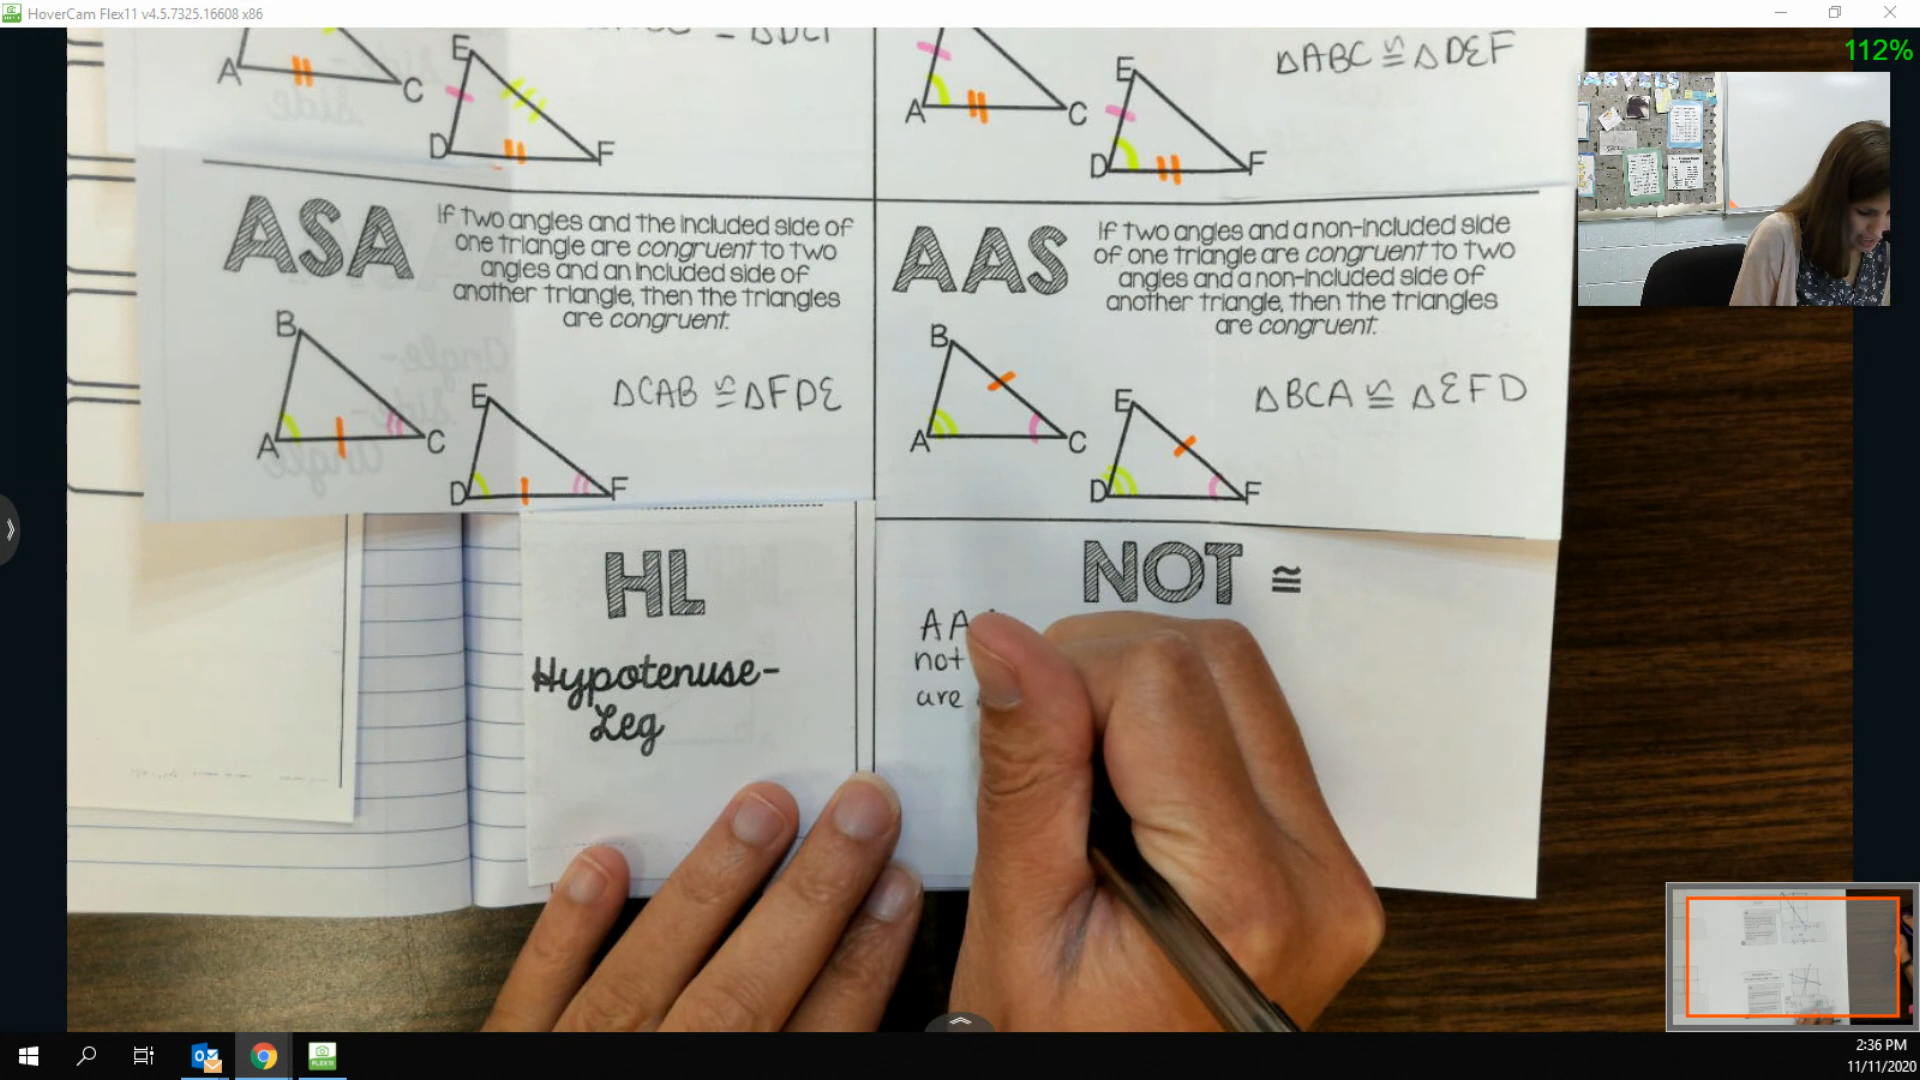 HoverCam Flex11 v4.5.7325.16608 x86
112%
E
A
C
D
F
ΔABC ≅ ΔDEF
E
A
C
D
F
ASA
If two angles and the included side of
one triangle are congruent to two
angles and an included side of
another triangle, then the triangles
are congruent.
B
A
C
E
D
F
ΔCAB ≅ ΔFDE
AAS
If two angles and a non-included side
of one triangle are congruent to two
angles and a non-included side of
another triangle, then the triangles
are congruent.
B
A
C
E
D
F
ΔBCA ≅ ΔEFD
HL
Hypotenuse-
Leg
NOT ≅
AA
not
are
2:36 PM
11/11/2020